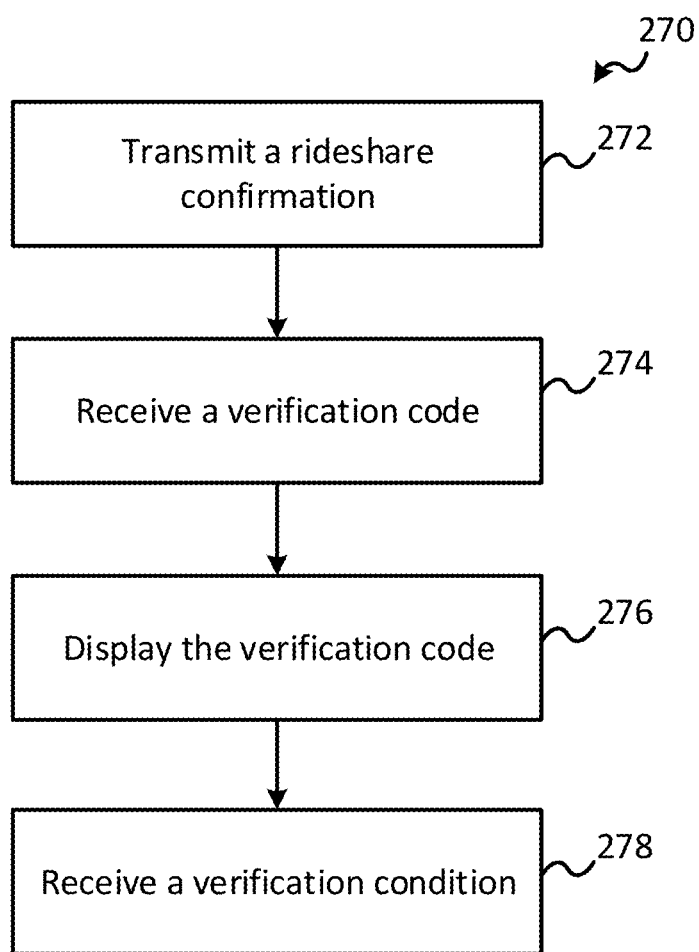 270
Transmit a rideshare
confirmation
272
Receive a verification code
274
Display the verification code
276
Receive a verification condition
278